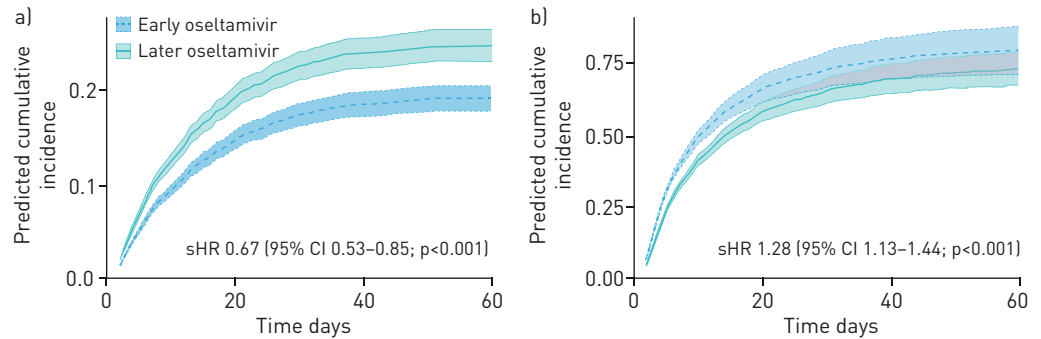 a)
Early oseltamivir
Later oseltamivir
Predicted cumulative
incidence
0.2
0.1
0.0
sHR 0.67 (95% CI 0.53–0.85; p<0.001)
0
20
40
60
Time days
b)
Predicted cumulative
incidence
0.75
0.50
0.25
0.00
sHR 1.28 (95% CI 1.13–1.44; p<0.001)
0
20
40
60
Time days